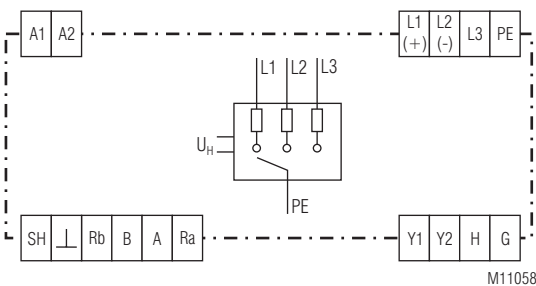 A1 A2 L1 (+) L2 (-) L3 PE
L1 L2 L3
U_H
PE
SH ⊥ Rb B A Ra Y1 Y2 H G
M11058